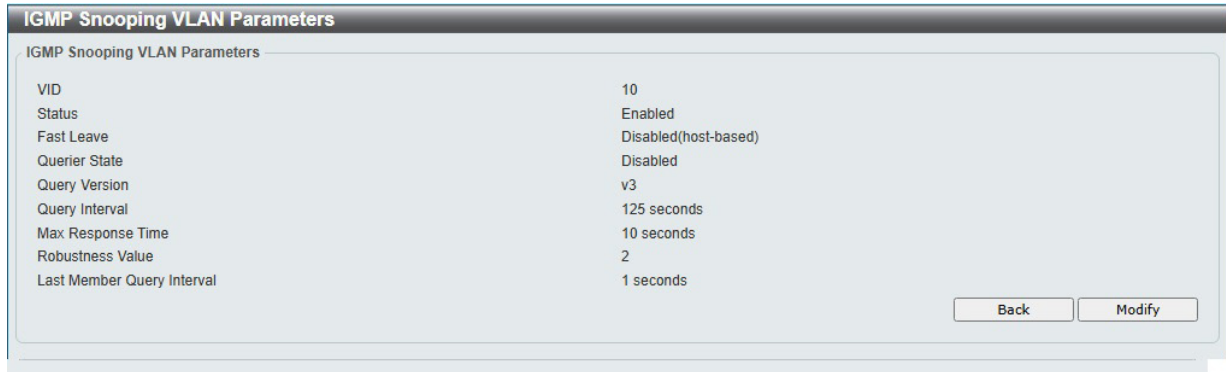 IGMP Snooping VLAN Parameters
IGMP Snooping VLAN Parameters
VID 10
Status Enabled
Fast Leave Disabled(host-based)
Querier State Disabled
Query Version v3
Query Interval 125 seconds
Max Response Time 10 seconds
Robustness Value 2
Last Member Query Interval 1 seconds
Back Modify